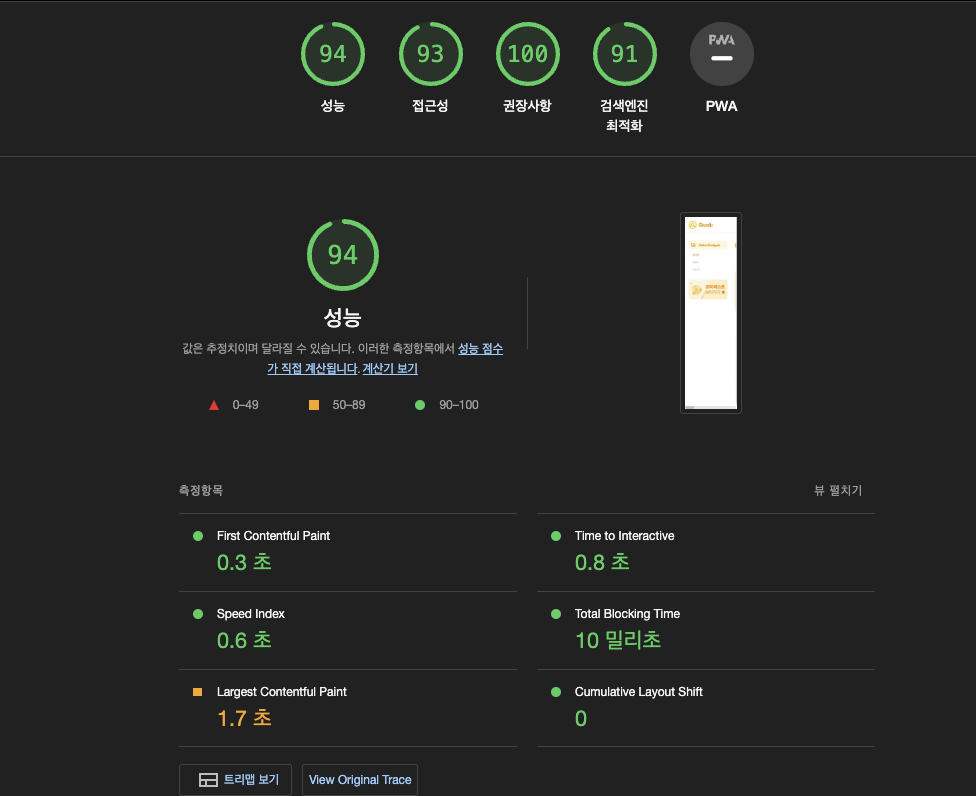 94 93 100 91 PWA
성능 접근성 권장사항 검색엔진 최적화 PWA
94
성능
값은 추정치이며 달라질 수 있습니다. 이러한 측정항목에서 성능 점수
가 직접 계산됩니다. 계산기 보기
0–49 50–89 90–100
측정항목 뷰 펼치기
First Contentful Paint
0.3 초
Time to Interactive
0.8 초
Speed Index
0.6 초
Total Blocking Time
10 밀리초
Largest Contentful Paint
1.7 초
Cumulative Layout Shift
0
트리맵 보기 View Original Trace